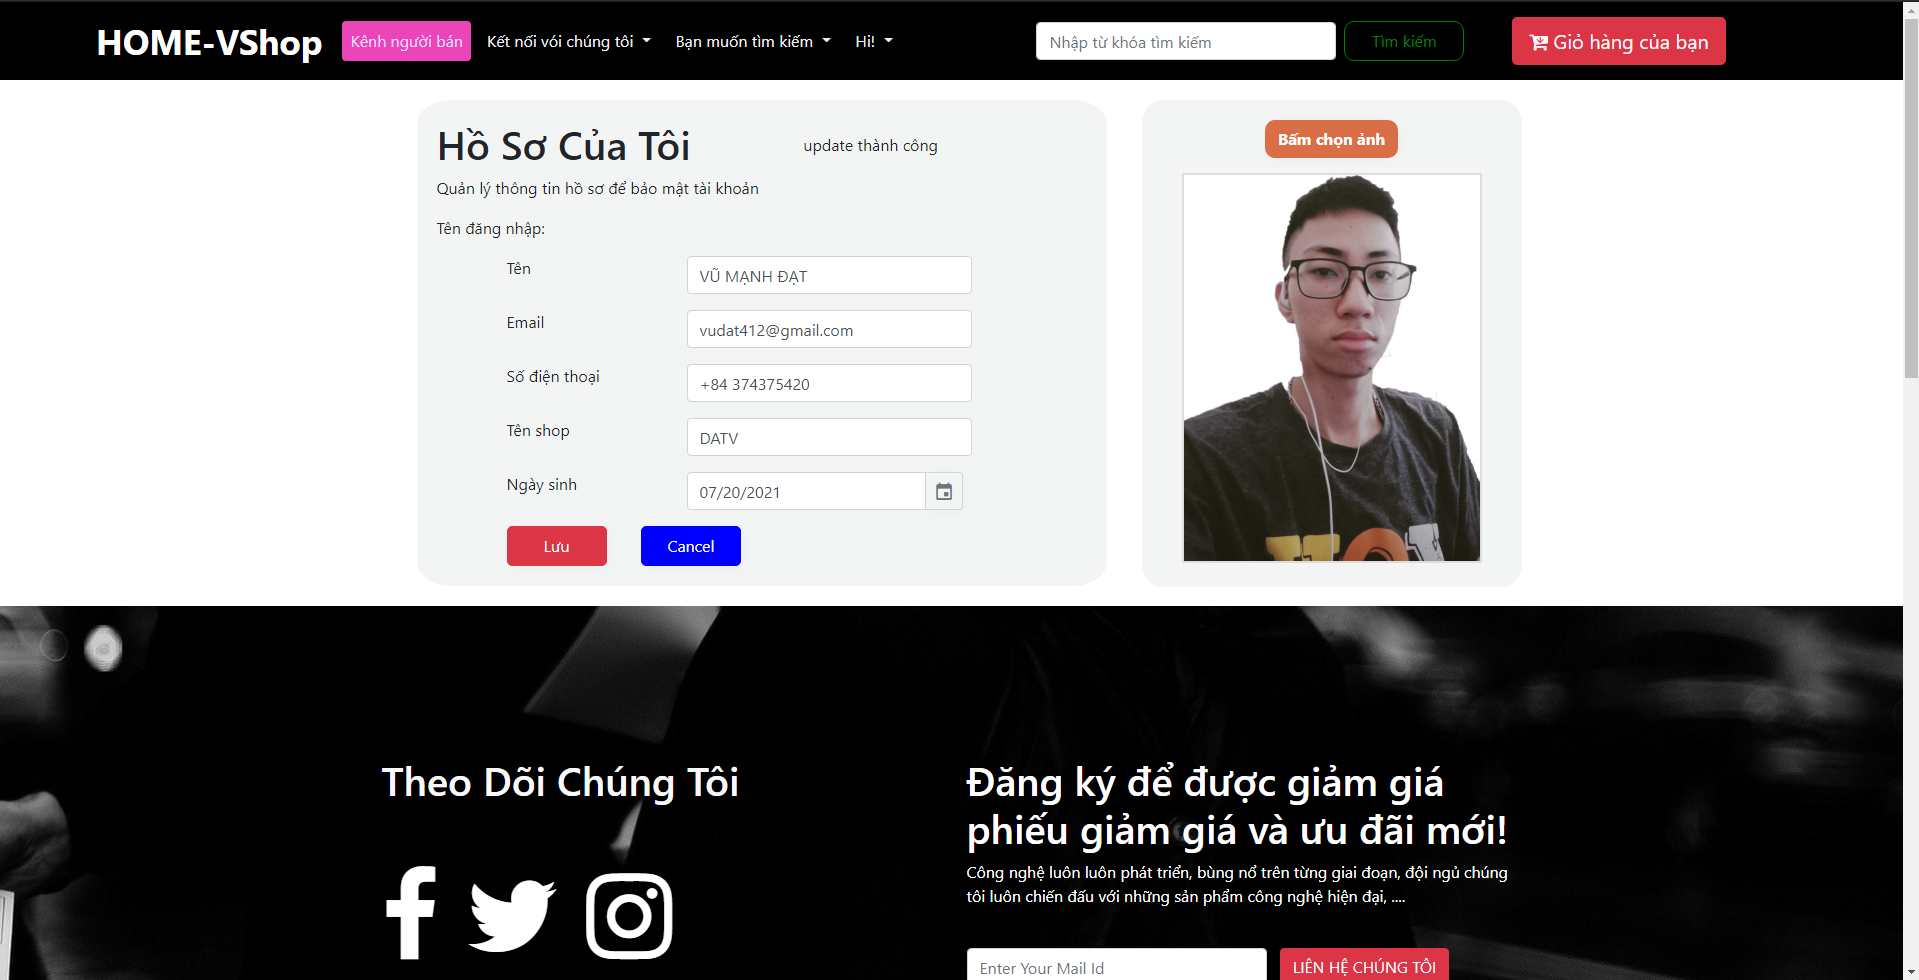 HOME-VShop
Kênh người bán
Kết nối vói chúng tôi
Bạn muốn tìm kiếm
Hi!
Nhập từ khóa tìm kiếm
Tìm kiếm
Giỏ hàng của bạn
Hồ Sơ Của Tôi
update thành công
Quản lý thông tin hồ sơ để bảo mật tài khoản
Tên đăng nhập:
Tên
VŨ MẠNH ĐẠT
Email
vudat412@gmail.com
Số điện thoại
+84 374375420
Tên shop
DATV
Ngày sinh
07/20/2021
Lưu
Cancel
Bấm chọn ảnh
Theo Dõi Chúng Tôi
Đăng ký để được giảm giá
phiếu giảm giá và ưu đãi mới!
Công nghệ luôn luôn phát triển, bùng nổ trên từng giai đoạn, đội ngủ chúng
tôi luôn chiến đấu với những sản phẩm công nghệ hiện đại, ....
Enter Your Mail Id
LIÊN HỆ CHÚNG TÔI